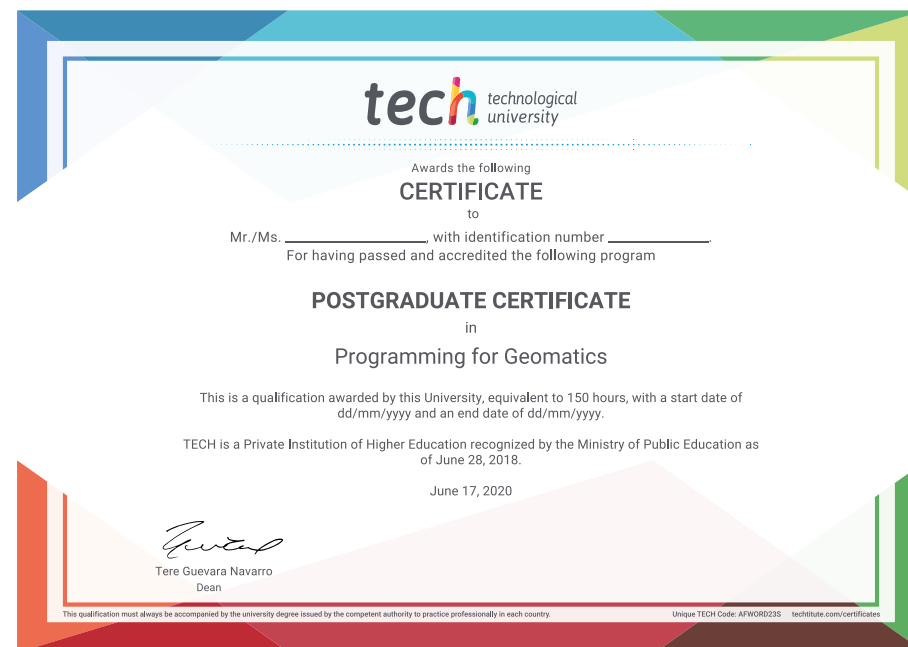 tech technological
university
Awards the following
CERTIFICATE
to
Mr./Ms. ____________________, with identification number ______________.
For having passed and accredited the following program
POSTGRADUATE CERTIFICATE
in
Programming for Geomatics
This is a qualification awarded by this University, equivalent to 150 hours, with a start date of
dd/mm/yyyy and an end date of dd/mm/yyyy.
TECH is a Private Institution of Higher Education recognized by the Ministry of Public Education as
of June 28, 2018.
June 17, 2020
Tere Guevara Navarro
Dean
This qualification must always be accompanied by the university degree issued by the competent authority to practice professionally in each country. Unique TECH Code: AFWORD23S techtitute.com/certificates